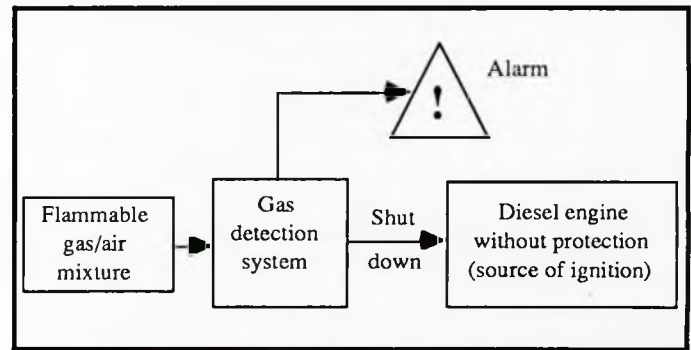 Alarm
!
Flammable
gas/air
mixture
Gas
detection
system
Shut
down
Diesel engine
without protection
(source of ignition)